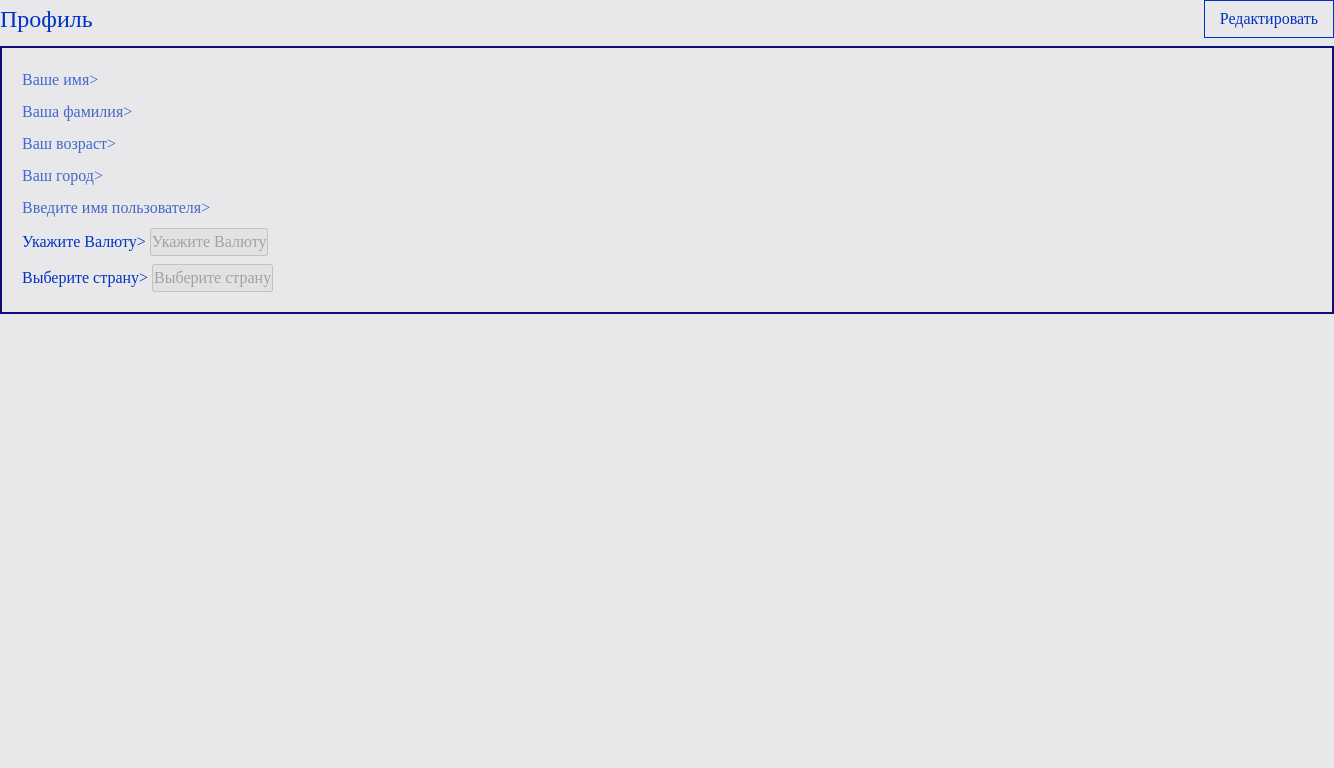 Профиль
Редактировать
Ваше имя>
Ваша фамилия>
Ваш возраст>
Ваш город>
Введите имя пользователя>
Укажите Валюту> Укажите Валюту
Выберите страну> Выберите страну